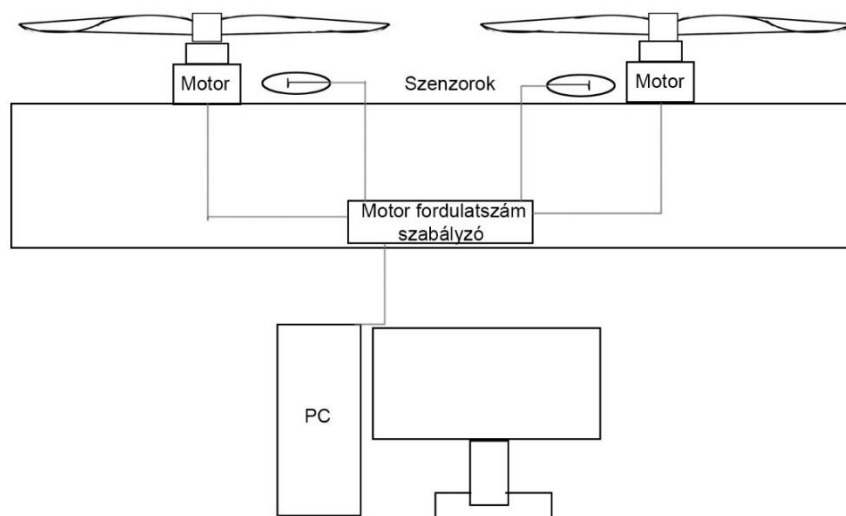 Motor
Szenzorok
Motor
Motor fordulatszám
szabályzó
PC